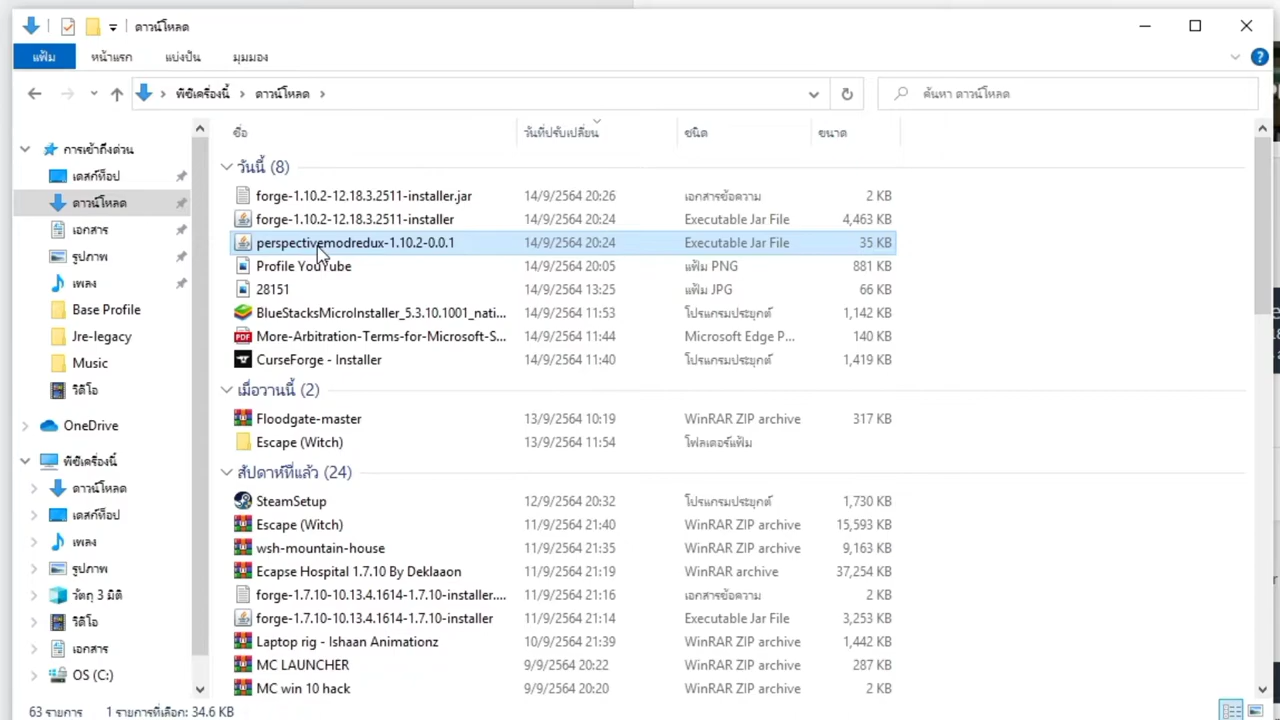 ดาวน์โหลด
แฟ้ม หน้าแรก แบ่งปัน มุมมอง
พีซีเครื่องนี้ ดาวน์โหลด ค้นหา ดาวน์โหลด
ชื่อ วันที่ปรับเปลี่ยน ชนิด ขนาด
การเข้าถึงด่วน
เดสก์ท็อป
ดาวน์โหลด
เอกสาร
รูปภาพ
เพลง
Base Profile
Jre-legacy
Music
วิดีโอ
OneDrive
พีซีเครื่องนี้
ดาวน์โหลด
เดสก์ท็อป
เพลง
รูปภาพ
วัตถุ 3 มิติ
วิดีโอ
เอกสาร
OS (C:)
วันนี้ (8)
forge-1.10.2-12.18.3.2511-installer.jar 14/9/2564 20:26 เอกสารข้อความ 2 KB
forge-1.10.2-12.18.3.2511-installer 14/9/2564 20:24 Executable Jar File 4,463 KB
perspectivemodredux-1.10.2-0.0.1 14/9/2564 20:24 Executable Jar File 35 KB
Profile YouTube 14/9/2564 20:05 แฟ้ม PNG 881 KB
28151 14/9/2564 13:25 แฟ้ม JPG 66 KB
BlueStacksMicroInstaller_5.3.10.1001_nati... 14/9/2564 11:53 โปรแกรมประยุกต์ 1,142 KB
More-Arbitration-Terms-for-Microsoft-S... 14/9/2564 11:44 Microsoft Edge P... 140 KB
CurseForge - Installer 14/9/2564 11:40 โปรแกรมประยุกต์ 1,419 KB
เมื่อวานนี้ (2)
Floodgate-master 13/9/2564 10:19 WinRAR ZIP archive 317 KB
Escape (Witch) 13/9/2564 11:54 โฟลเดอร์แฟ้ม
สัปดาห์ที่แล้ว (24)
SteamSetup 12/9/2564 20:32 โปรแกรมประยุกต์ 1,730 KB
Escape (Witch) 11/9/2564 21:40 WinRAR ZIP archive 15,593 KB
wsh-mountain-house 11/9/2564 21:35 WinRAR ZIP archive 9,163 KB
Ecapse Hospital 1.7.10 By Deklaaon 11/9/2564 21:19 WinRAR archive 37,254 KB
forge-1.7.10-10.13.4.1614-1.7.10-installer.... 11/9/2564 21:16 เอกสารข้อความ 2 KB
forge-1.7.10-10.13.4.1614-1.7.10-installer 11/9/2564 21:14 Executable Jar File 3,253 KB
Laptop rig - Ishaan Animationz 10/9/2564 21:39 WinRAR ZIP archive 1,442 KB
MC LAUNCHER 9/9/2564 20:22 WinRAR ZIP archive 287 KB
MC win 10 hack 9/9/2564 20:20 WinRAR ZIP archive 2 KB
63 รายการ 1 รายการที่เลือก: 34.6 KB